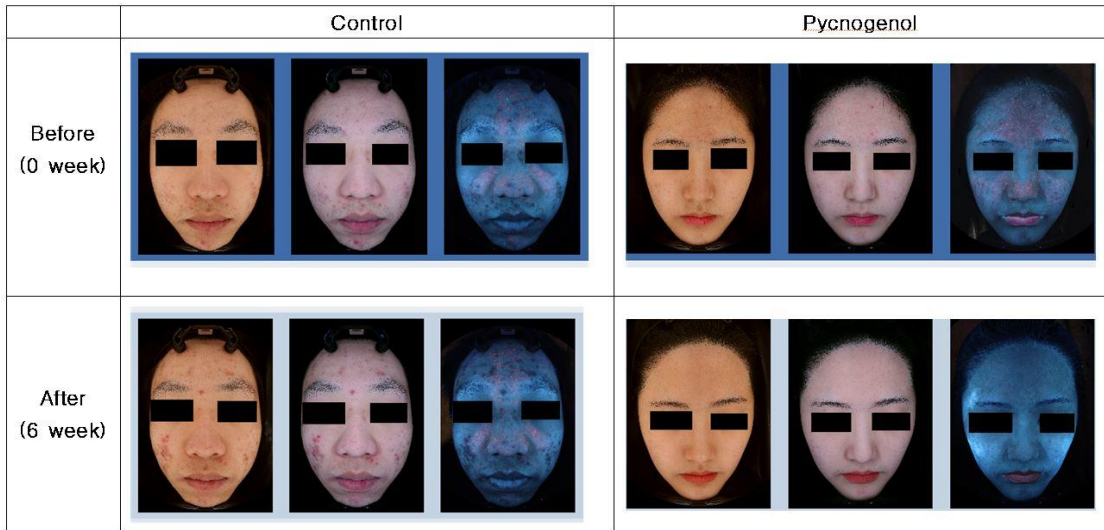 Control
Pycnogenol
Before
(0 week)
After
(6 week)